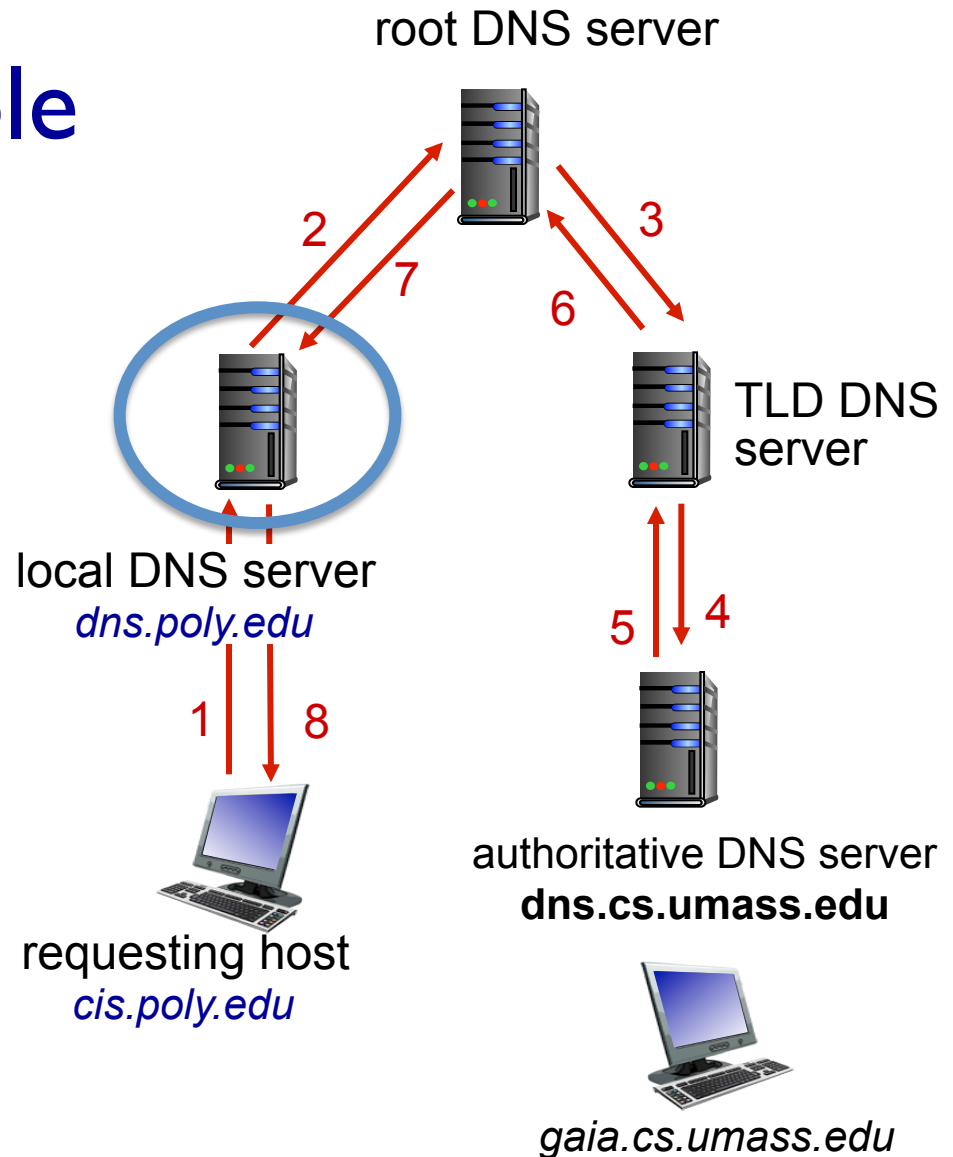 root DNS server
le
2
3
7
6
TLD DNS
server
local DNS server
dns.poly.edu
5
4
1
8
authoritative DNS server
dns.cs.umass.edu
requesting host
cis.poly.edu
gaia.cs.umass.edu